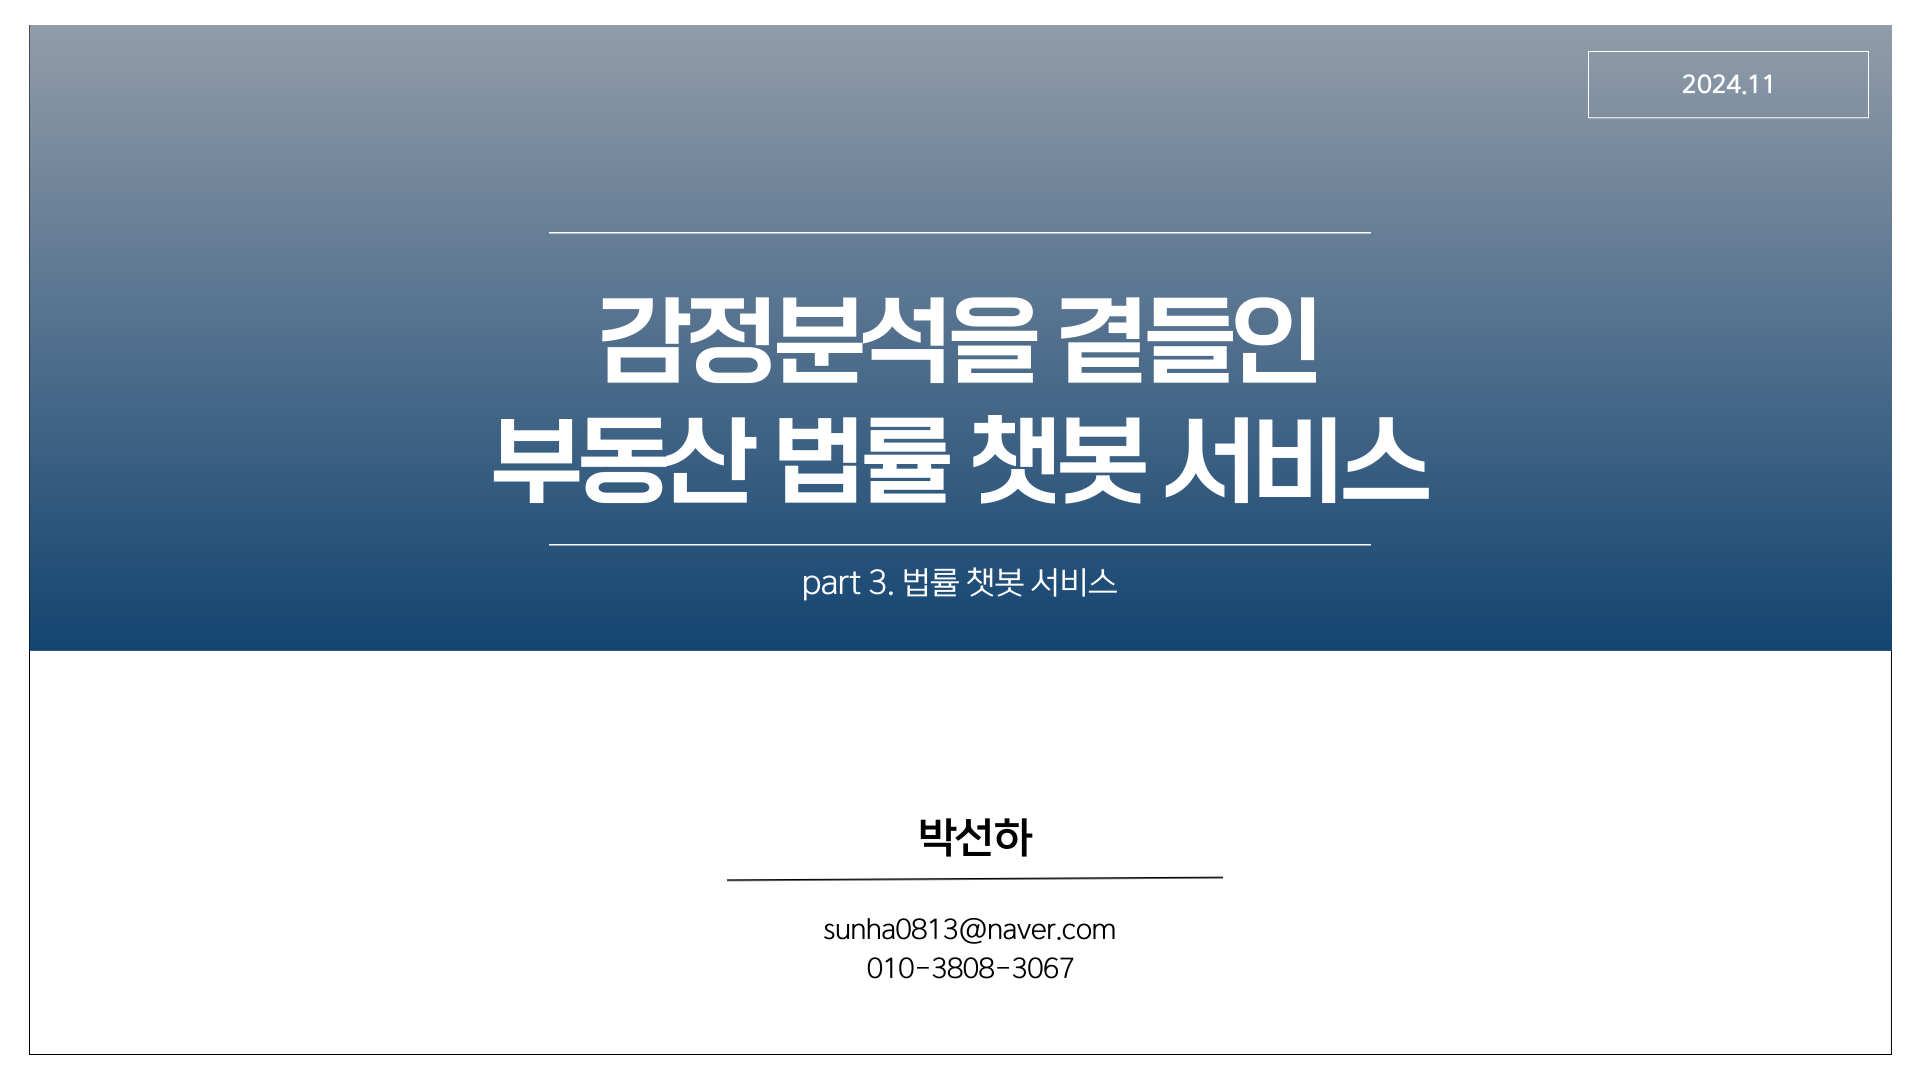 2024.11
감정분석을 곁들인
부동산 법률 챗봇 서비스
part 3. 법률 챗봇 서비스
박선하
sunha0813@naver.com
010-3808-3067